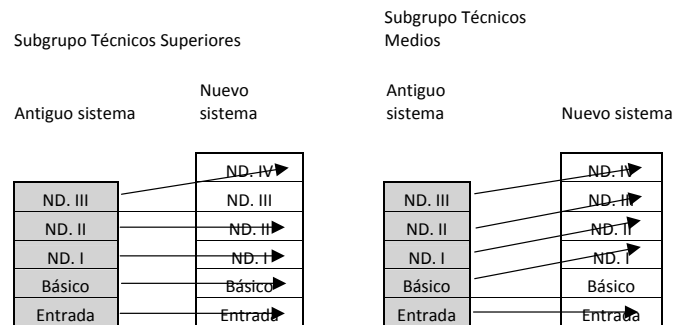 Subgrupo Técnicos Superiores
Subgrupo Técnicos
Medios
Antiguo sistema
Nuevo
sistema
Antiguo
sistema
Nuevo sistema
ND. IV
ND. III
ND. III
ND. II
ND. II
ND. I
ND. I
Básico
Básico
Entrada
Entrada
ND. IV
ND. III
ND. III
ND. II
ND. II
ND. I
ND. I
Básico
Básico
Entrada
Entrada